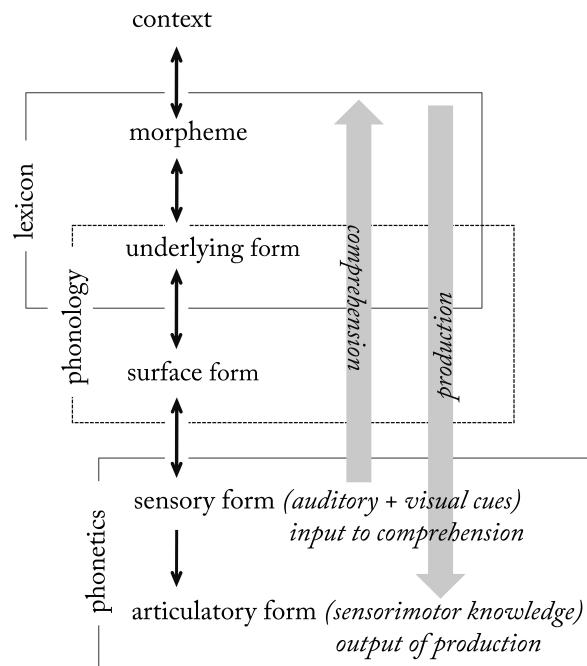 context
morpheme
lexicon
underlying form
comprehension
production
phonology
surface form
sensory form (auditory + visual cues)
input to comprehension
phonetics
articulatory form (sensorimotor knowledge)
output of production